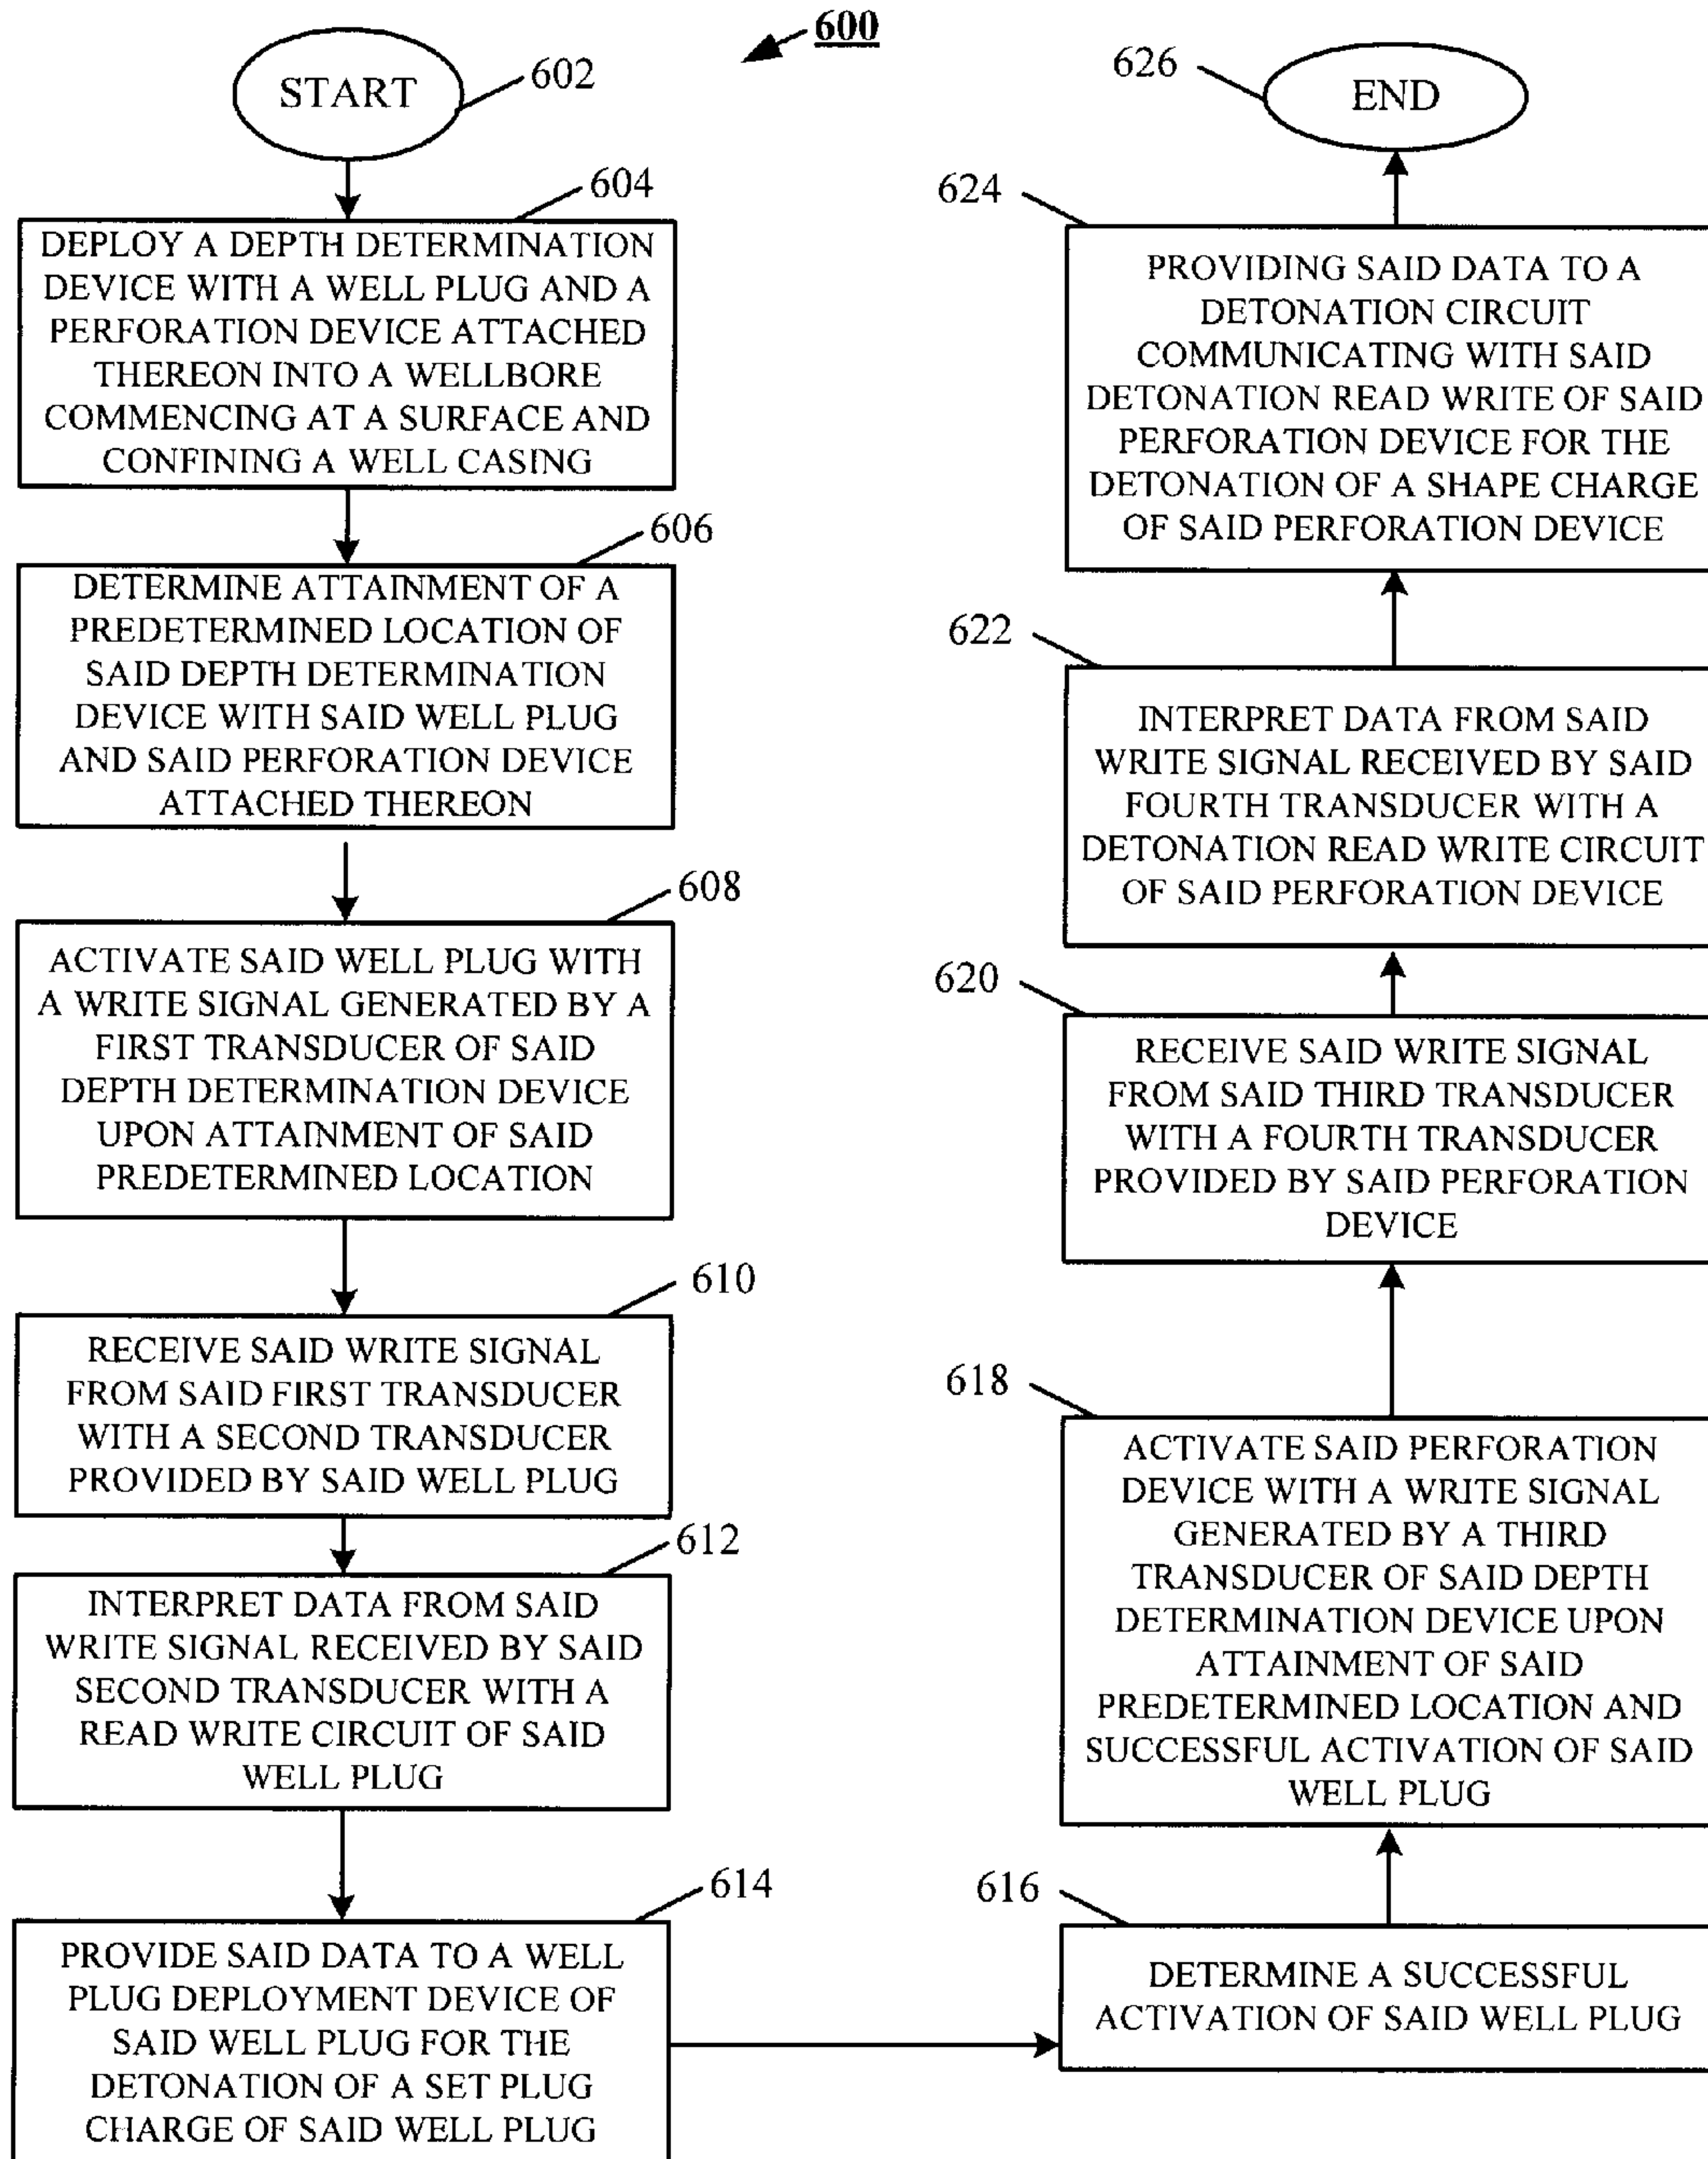 600
START
602
604
DEPLOY A DEPTH DETERMINATION
DEVICE WITH A WELL PLUG AND A
PERFORATION DEVICE ATTACHED
THEREON INTO A WELLBORE
COMMENCING AT A SURFACE AND
CONFINING A WELL CASING
606
DETERMINE ATTAINMENT OF A
PREDETERMINED LOCATION OF
SAID DEPTH DETERMINATION
DEVICE WITH SAID WELL PLUG
AND SAID PERFORATION DEVICE
ATTACHED THEREON
608
ACTIVATE SAID WELL PLUG WITH
A WRITE SIGNAL GENERATED BY A
FIRST TRANSDUCER OF SAID
DEPTH DETERMINATION DEVICE
UPON ATTAINMENT OF SAID
PREDETERMINED LOCATION
610
RECEIVE SAID WRITE SIGNAL
FROM SAID FIRST TRANSDUCER
WITH A SECOND TRANSDUCER
PROVIDED BY SAID WELL PLUG
612
INTERPRET DATA FROM SAID
WRITE SIGNAL RECEIVED BY SAID
SECOND TRANSDUCER WITH A
READ WRITE CIRCUIT OF SAID
WELL PLUG
614
PROVIDE SAID DATA TO A WELL
PLUG DEPLOYMENT DEVICE OF
SAID WELL PLUG FOR THE
DETONATION OF A SET PLUG
CHARGE OF SAID WELL PLUG
616
DETERMINE A SUCCESSFUL
ACTIVATION OF SAID WELL PLUG
618
ACTIVATE SAID PERFORATION
DEVICE WITH A WRITE SIGNAL
GENERATED BY A THIRD
TRANSDUCER OF SAID DEPTH
DETERMINATION DEVICE UPON
ATTAINMENT OF SAID
PREDETERMINED LOCATION AND
SUCCESSFUL ACTIVATION OF SAID
WELL PLUG
620
RECEIVE SAID WRITE SIGNAL
FROM SAID THIRD TRANSDUCER
WITH A FOURTH TRANSDUCER
PROVIDED BY SAID PERFORATION
DEVICE
622
INTERPRET DATA FROM SAID
WRITE SIGNAL RECEIVED BY SAID
FOURTH TRANSDUCER WITH A
DETONATION READ WRITE CIRCUIT
OF SAID PERFORATION DEVICE
624
PROVIDING SAID DATA TO A
DETONATION CIRCUIT
COMMUNICATING WITH SAID
DETONATION READ WRITE OF SAID
PERFORATION DEVICE FOR THE
DETONATION OF A SHAPE CHARGE
OF SAID PERFORATION DEVICE
626
END